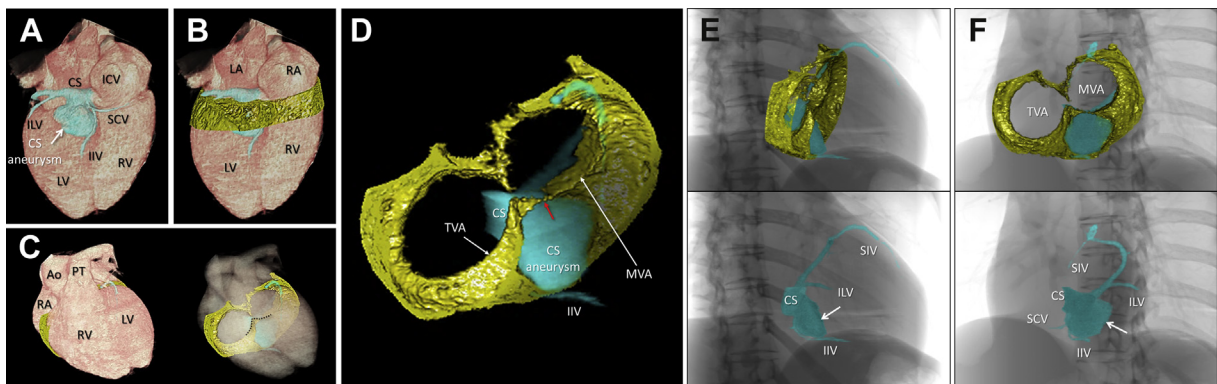 A
CS
ICV
ILV
SCV
CS
aneurysm
IIV
RV
LV
B
LA
RA
LV
RV
C
Ao
PT
RA
LV
RV
D
CS
TVA
CS
aneurysm
MVA
IIV
E
SIV
CS
ILV
IIV
F
MVA
TVA
SIV
CS
ILV
SCV
IIV